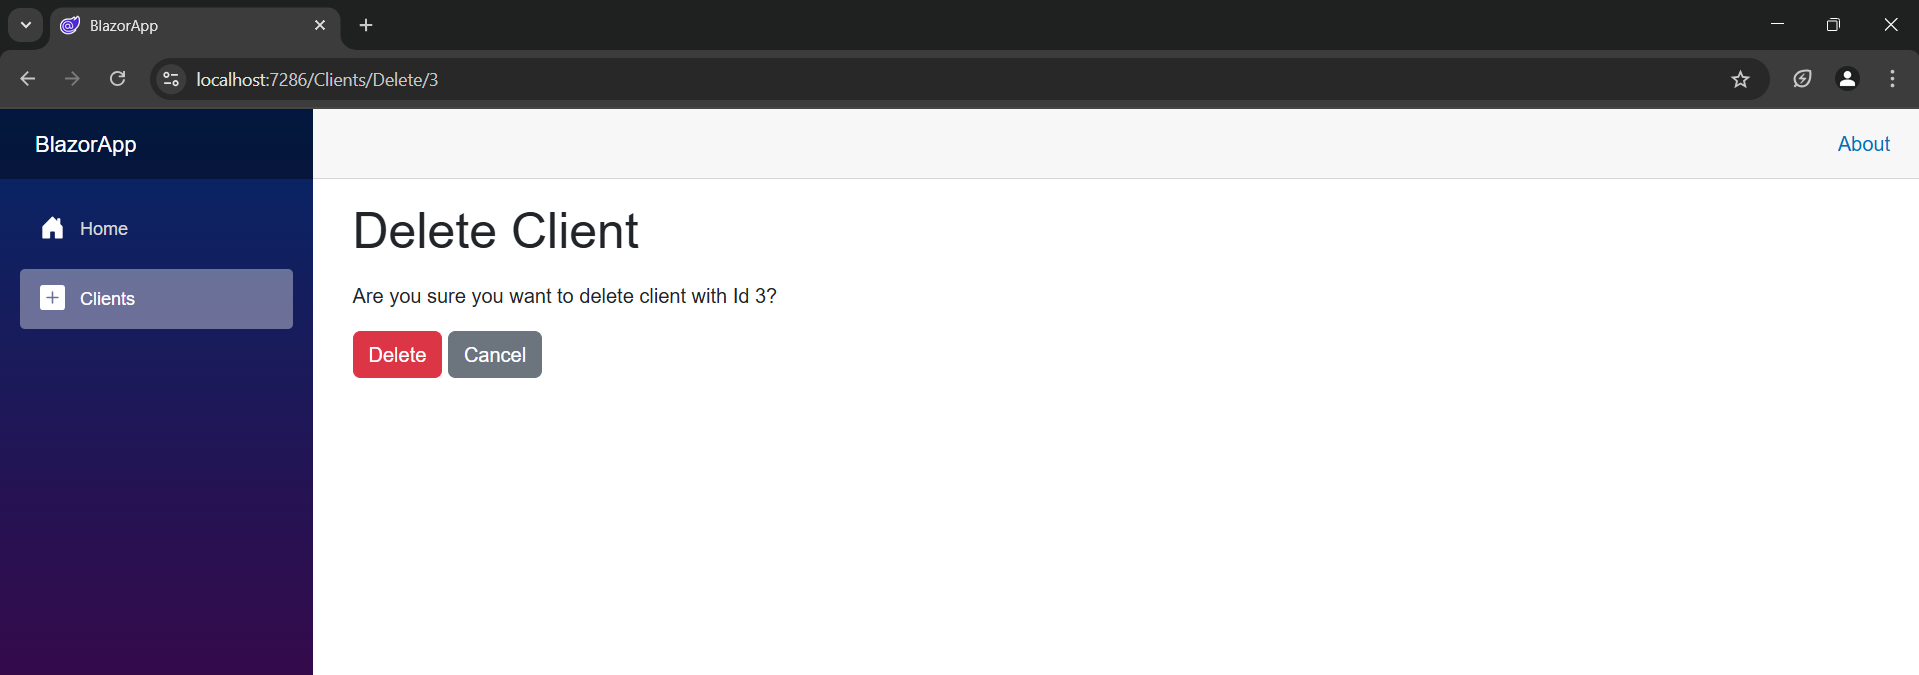 BlazorApp
localhost:7286/Clients/Delete/3
BlazorApp
About
Home
Clients
Delete Client
Are you sure you want to delete client with Id 3?
Delete Cancel